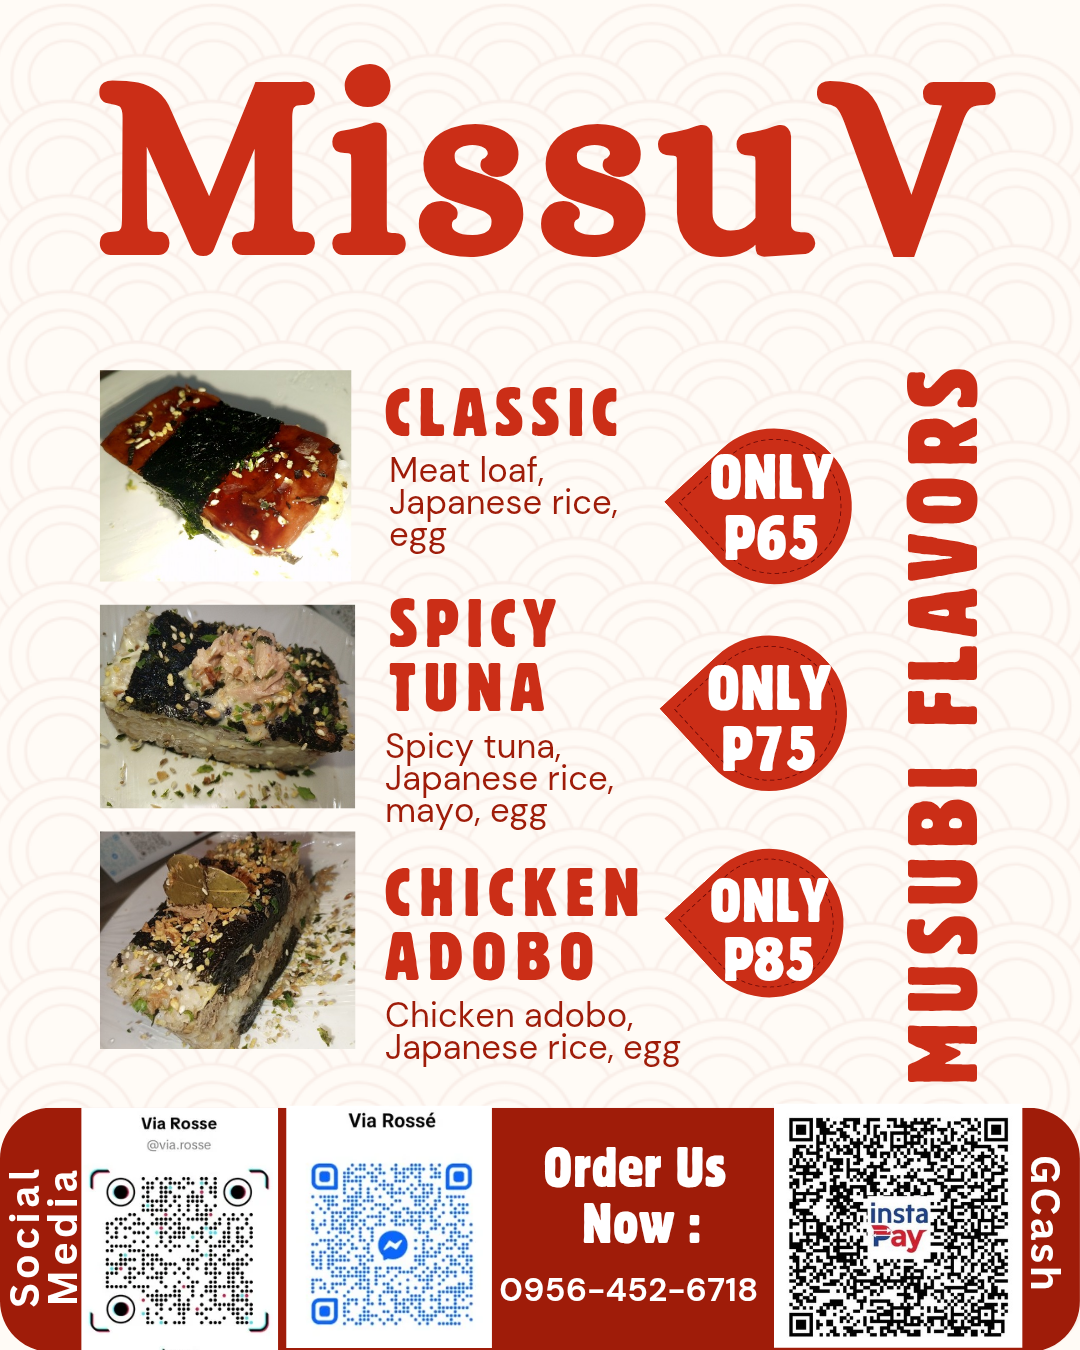 MissuV
CLASSIC
Meat loaf,
Japanese rice,
egg
ONLY
P65
SPICY
TUNA
Spicy tuna,
Japanese rice,
mayo, egg
ONLY
P75
CHICKEN
ADOBO
Chicken adobo,
Japanese rice, egg
ONLY
P85
MUSUBI FLAVORS
Social
Media
Via Rosse
@via.rosse
Via Rossé
Order Us
Now :
0956-452-6718
insta
Pay
GCash